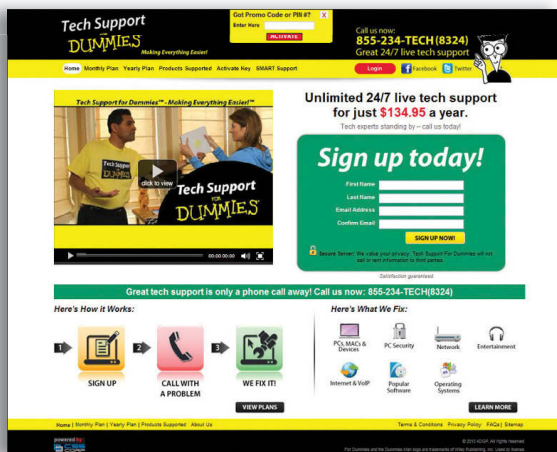 Tech Support
FOR
DUMMIES
Making Everything Easier!
Got Promo Code or PIN #? X
Enter Here
ACTIVATE
Call us now:
855-234-TECH(8324)
Great 24/7 live tech support
Home Monthly Plan Yearly Plan Products Supported Activate Key SMART Support
Login Facebook Twitter
Tech Support for Dummies™ - Making Everything Easier!™
Tech Support
DUMMIES
click to view
Tech Support
FOR
DUMMIES
00:00 00:00
Unlimited 24/7 live tech support
for just $134.95 a year.
Tech experts standing by – call us today!
Sign up today!
First Name
Last Name
Email Address
Confirm Email
SIGN UP NOW!
Secure Server: We value your privacy. Tech Support For Dummies will not
sell or rent information to third parties.
Satisfaction guaranteed
Great tech support is only a phone call away! Call us now: 855-234-TECH(8324)
Here's How it Works:
1
2
3
SIGN UP
CALL WITH
A PROBLEM
WE FIX IT!
VIEW PLANS
Here's What We Fix:
PCs, MACs &
Devices
PC Security
Network
Entertainment
Internet & VoIP
Popular
Software
Operating
Systems
LEARN MORE
Home | Monthly Plan | Yearly Plan | Products Supported About Us
Terms & Conditions Privacy Policy FAQs | Sitemap
powered by:
CORP
For Dummies and the Dummies Man logo are trademarks of Wiley Publishing, Inc. Used by license.